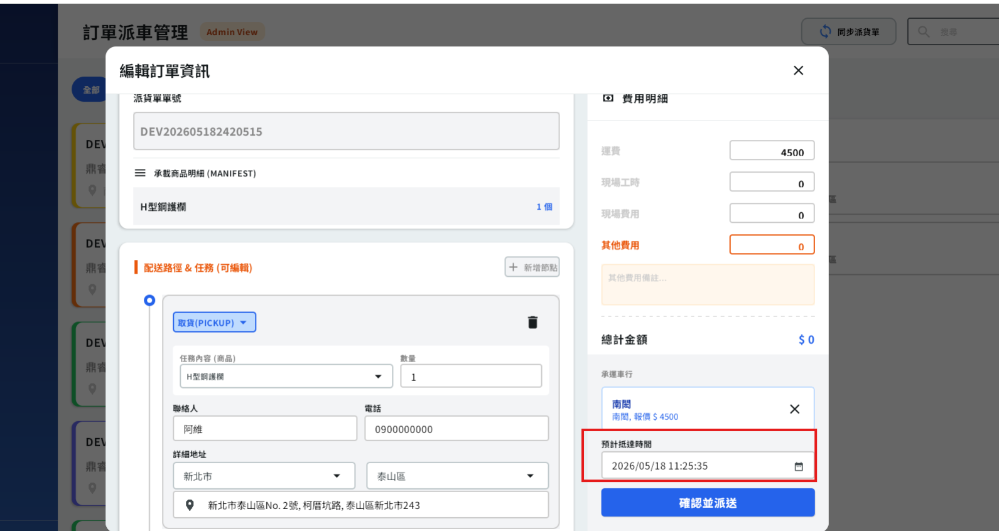 訂單派車管理
Admin View
同步派貨單
搜尋
全部
編輯訂單資訊
派貨單單號
DEV202605182420515
承載商品明細 (MANIFEST)
H型鋼護欄
1 個
配送路徑 & 任務 (可編輯)
新增節點
取貨(PICKUP)
任務內容 (商品)
數量
H型鋼護欄
1
聯絡人
電話
阿維
0900000000
詳細地址
新北市
泰山區
新北市泰山區No. 2號, 柯厝坑路, 泰山區新北市243
費用明細
運費
4500
現場工時
0
現場費用
0
其他費用
0
其他費用備註...
總計金額
$ 0
承運車行
南閎
南閎, 報價 $ 4500
預計抵達時間
2026/05/18 11:25:35
確認並派送
DEV
鼎睿
DEV
鼎睿
DEV
鼎睿
DEV
鼎睿
區
區